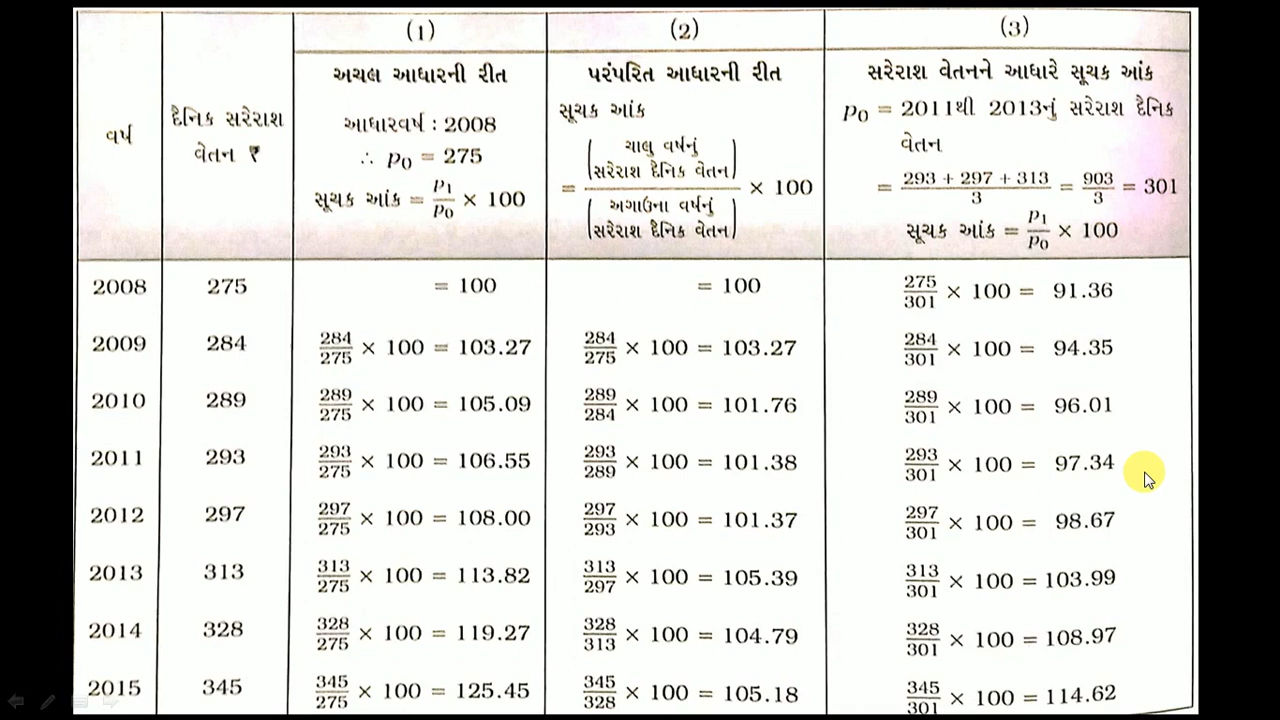 વર્ષ
દૈનિક સરેરાશ
વેતન ₹
(1)
અચલ આધારની રીત
આધારવર્ષ : 2008
∴ p₀ = 275
સૂચક આંક = p₁/p₀ × 100
(2)
પરંપરિત આધારની રીત
સૂચક આંક
= (ચાલુ વર્ષનું
સરેરાશ દૈનિક વેતન)
/ (અગાઉના વર્ષનું
સરેરાશ દૈનિક વેતન) × 100
(3)
સરેરાશ વેતનને આધારે સૂચક આંક
p₀ = 2011થી 2013નું સરેરાશ દૈનિક
વેતન
= (293 + 297 + 313)/3 = 903/3 = 301
સૂચક આંક = p₁/p₀ × 100
2008 275 = 100 = 100 275/301 × 100 = 91.36
2009 284 284/275 × 100 = 103.27 284/275 × 100 = 103.27 284/301 × 100 = 94.35
2010 289 289/275 × 100 = 105.09 289/284 × 100 = 101.76 289/301 × 100 = 96.01
2011 293 293/275 × 100 = 106.55 293/289 × 100 = 101.38 293/301 × 100 = 97.34
2012 297 297/275 × 100 = 108.00 297/293 × 100 = 101.37 297/301 × 100 = 98.67
2013 313 313/275 × 100 = 113.82 313/297 × 100 = 105.39 313/301 × 100 = 103.99
2014 328 328/275 × 100 = 119.27 328/313 × 100 = 104.79 328/301 × 100 = 108.97
2015 345 345/275 × 100 = 125.45 345/328 × 100 = 105.18 345/301 × 100 = 114.62